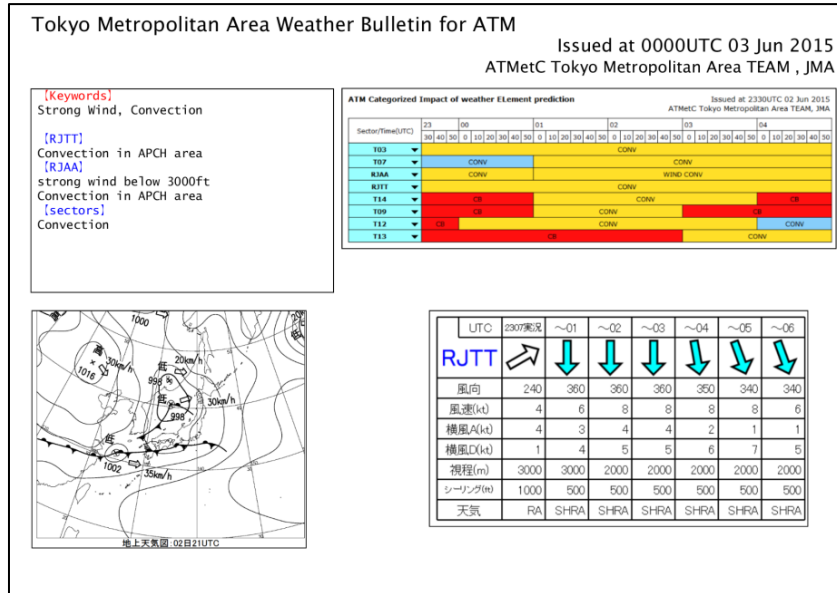 Tokyo Metropolitan Area Weather Bulletin for ATM
Issued at 0000UTC 03 Jun 2015
ATMetC Tokyo Metropolitan Area TEAM , JMA
【Keywords】
Strong Wind, Convection
【RJTT】
Convection in APCH area
【RJAA】
strong wind below 3000ft
Convection in APCH area
【sectors】
Convection
ATM Categorized Impact of weather ELement prediction
Issued at 2330UTC 02 Jun 2015
ATMetC Tokyo Metropolitan Area TEAM, JMA
Sector/Time(UTC) 23 00 01 02 03 04
30 40 50 0 10 20 30 40 50 0 10 20 30 40 50 0 10 20 30 40 50 0 10 20 30 40 50 0 10 20 30 40 50
T03 CONV
T07 CONV CONV
RJAA CONV WIND CONV
RJTT CONV
T14 CB CONV CB
T09 CB CONV CB
T12 CB CONV CONV
T13 CB CONV
1000
高 30km/h
1016
低 20km/h
998
低 30km/h
998
低
1002 35km/h
地上天気図:02日21UTC
UTC 2307実況 ～01 ～02 ～03 ～04 ～05 ～06
RJTT
風向 240 360 360 360 350 340 340
風速(kt) 4 6 8 8 8 8 6
横風A(kt) 4 3 4 4 2 1 1
横風D(kt) 1 4 5 5 6 7 5
視程(m) 3000 3000 2000 2000 2000 2000 2000
シーリング(ft) 1000 500 500 500 500 500 500
天気 RA SHRA SHRA SHRA SHRA SHRA SHRA